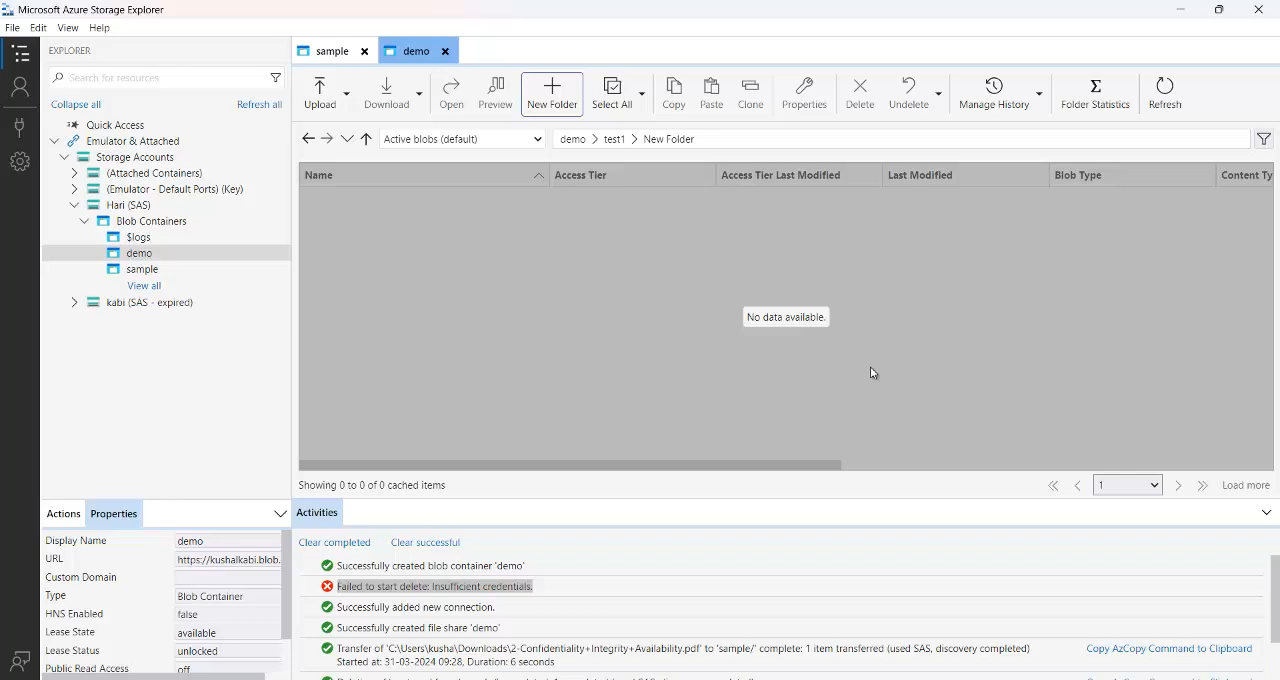 Microsoft Azure Storage Explorer
File Edit View Help
EXPLORER
Search for resources
Collapse all Refresh all
Quick Access
Emulator & Attached
Storage Accounts
(Attached Containers)
(Emulator - Default Ports) (Key)
Hari (SAS)
Blob Containers
$logs
demo
sample
View all
kabi (SAS - expired)
Actions Properties
Display Name demo
URL https://kushalkabi.blob.
Custom Domain
Type Blob Container
HNS Enabled false
Lease State available
Lease Status unlocked
Public Read Access off
sample demo
Upload Download Open Preview New Folder Select All Copy Paste Clone Properties Delete Undelete Manage History Folder Statistics Refresh
Active blobs (default) demo > test1 > New Folder
Name Access Tier Access Tier Last Modified Last Modified Blob Type Content Ty
No data available.
Showing 0 to 0 of 0 cached items 1 Load more
Activities
Clear completed Clear successful
Successfully created blob container 'demo'
Failed to start delete: Insufficient credentials.
Successfully added new connection.
Successfully created file share 'demo'
Transfer of 'C:\Users\kusha\Downloads\2-Confidentiality+Integrity+Availability.pdf' to 'sample/' complete: 1 item transferred (used SAS, discovery completed) Copy AzCopy Command to Clipboard
Started at: 31-03-2024 09:28, Duration: 6 seconds